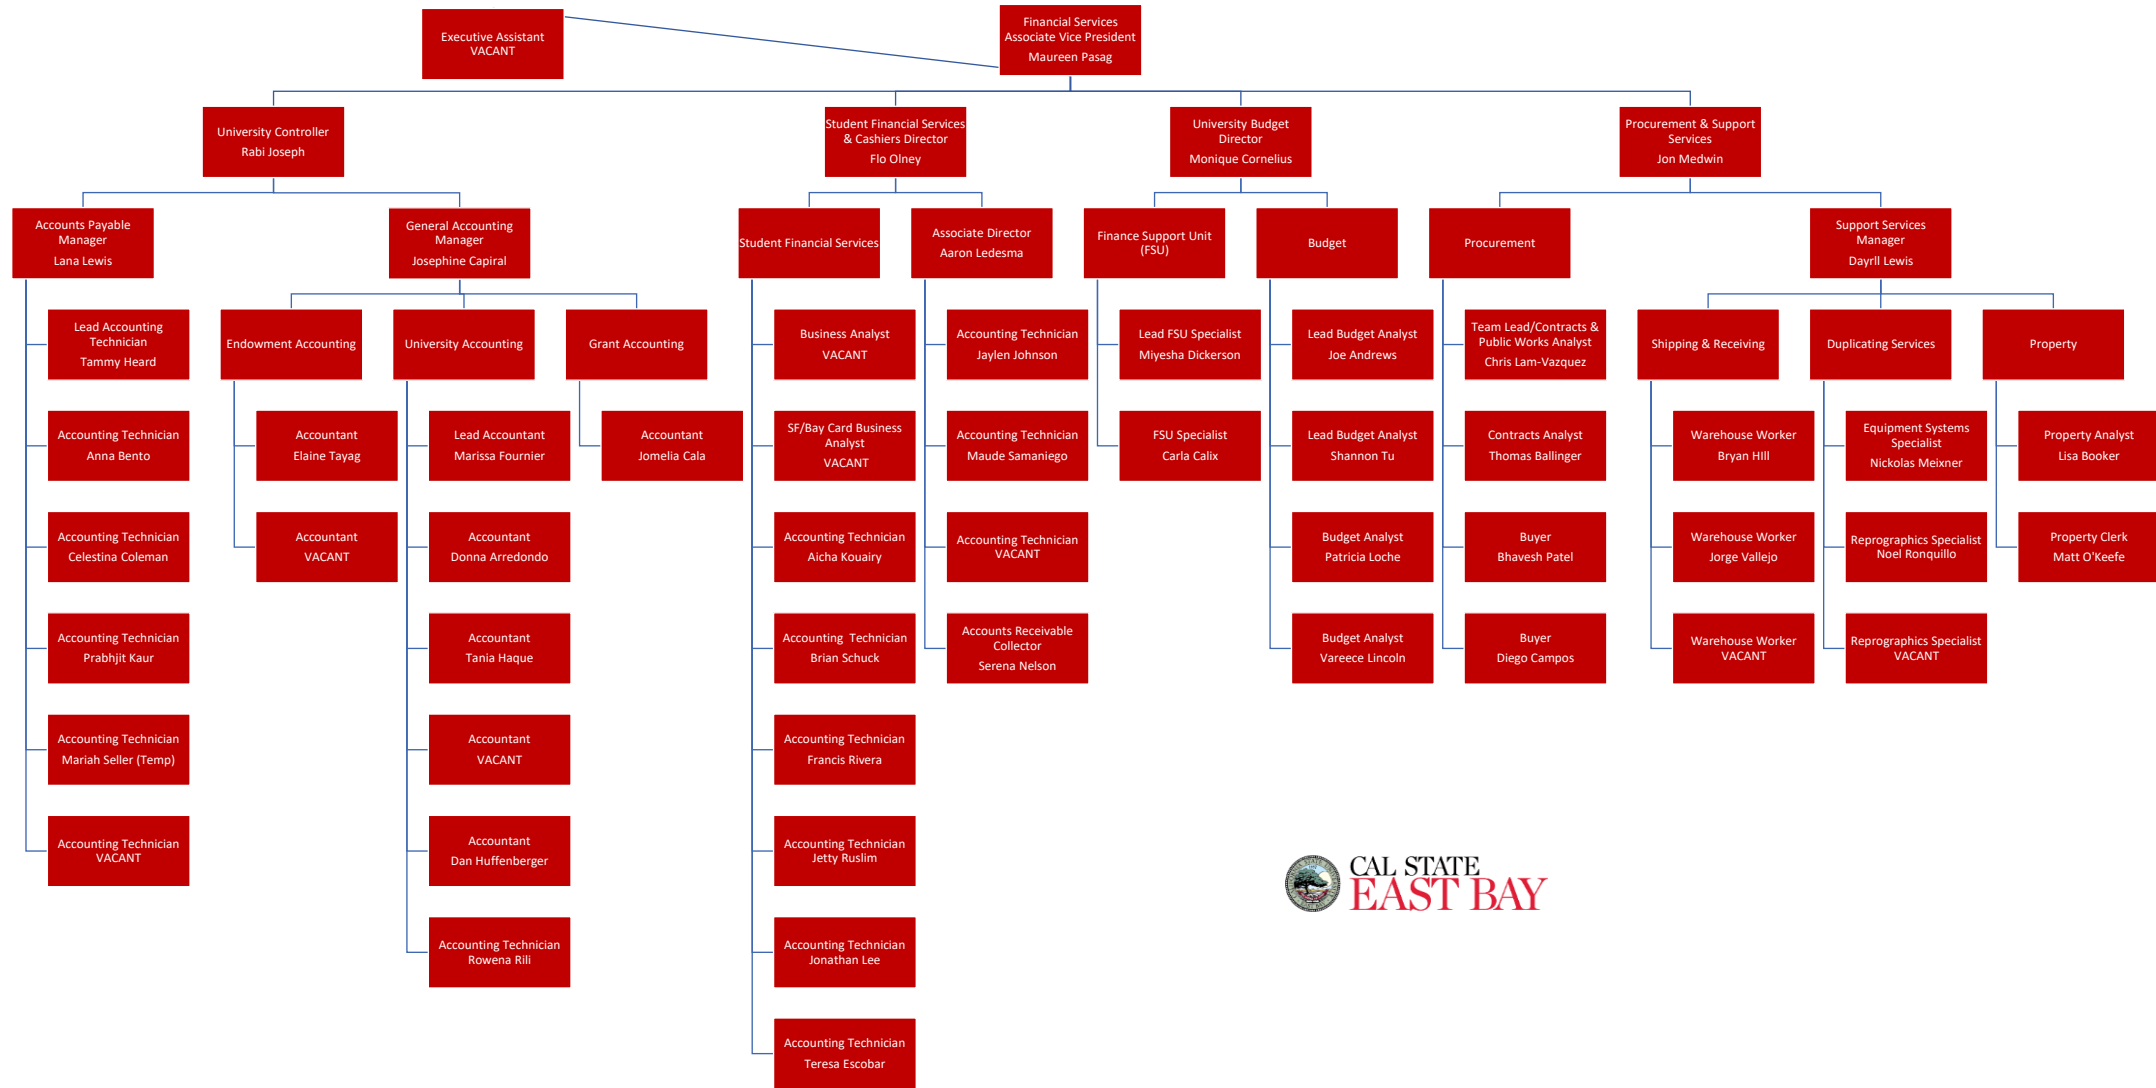 Executive Assistant
VACANT
Financial Services
Associate Vice President
Maureen Pasag
University Controller
Rabi Joseph
Student Financial Services
& Cashiers Director
Flo Olney
University Budget
Director
Monique Cornelius
Procurement & Support
Services
Jon Medwin
Accounts Payable
Manager
Lana Lewis
General Accounting
Manager
Josephine Capiral
Student Financial Services
Associate Director
Aaron Ledesma
Finance Support Unit
(FSU)
Budget
Procurement
Support Services
Manager
Dayrll Lewis
Lead Accounting
Technician
Tammy Heard
Endowment Accounting
University Accounting
Grant Accounting
Business Analyst
VACANT
Accounting Technician
Jaylen Johnson
Lead FSU Specialist
Miyesha Dickerson
Lead Budget Analyst
Joe Andrews
Team Lead/Contracts &
Public Works Analyst
Chris Lam-Vazquez
Shipping & Receiving
Duplicating Services
Property
Accounting Technician
Anna Bento
Accountant
Elaine Tayag
Lead Accountant
Marissa Fournier
Accountant
Jomelia Cala
SF/Bay Card Business
Analyst
VACANT
Accounting Technician
Maude Samaniego
FSU Specialist
Carla Calix
Lead Budget Analyst
Shannon Tu
Contracts Analyst
Thomas Ballinger
Warehouse Worker
Bryan HIll
Equipment Systems
Specialist
Nickolas Meixner
Property Analyst
Lisa Booker
Accounting Technician
Celestina Coleman
Accountant
VACANT
Accountant
Donna Arredondo
Accounting Technician
Aicha Kouairy
Accounting Technician
VACANT
Budget Analyst
Patricia Loche
Buyer
Bhavesh Patel
Warehouse Worker
Jorge Vallejo
Reprographics Specialist
Noel Ronquillo
Property Clerk
Matt O'Keefe
Accounting Technician
Prabhjit Kaur
Accountant
Tania Haque
Accounting  Technician
Brian Schuck
Accounts Receivable
Collector
Serena Nelson
Budget Analyst
Vareece Lincoln
Buyer
Diego Campos
Warehouse Worker
VACANT
Reprographics Specialist
VACANT
Accounting Technician
Mariah Seller (Temp)
Accountant
VACANT
Accounting Technician
Francis Rivera
Accounting Technician
VACANT
Accountant
Dan Huffenberger
Accounting Technician
Jetty Ruslim
CAL STATE
EAST BAY
Accounting Technician
Rowena Rili
Accounting Technician
Jonathan Lee
Accounting Technician
Teresa Escobar